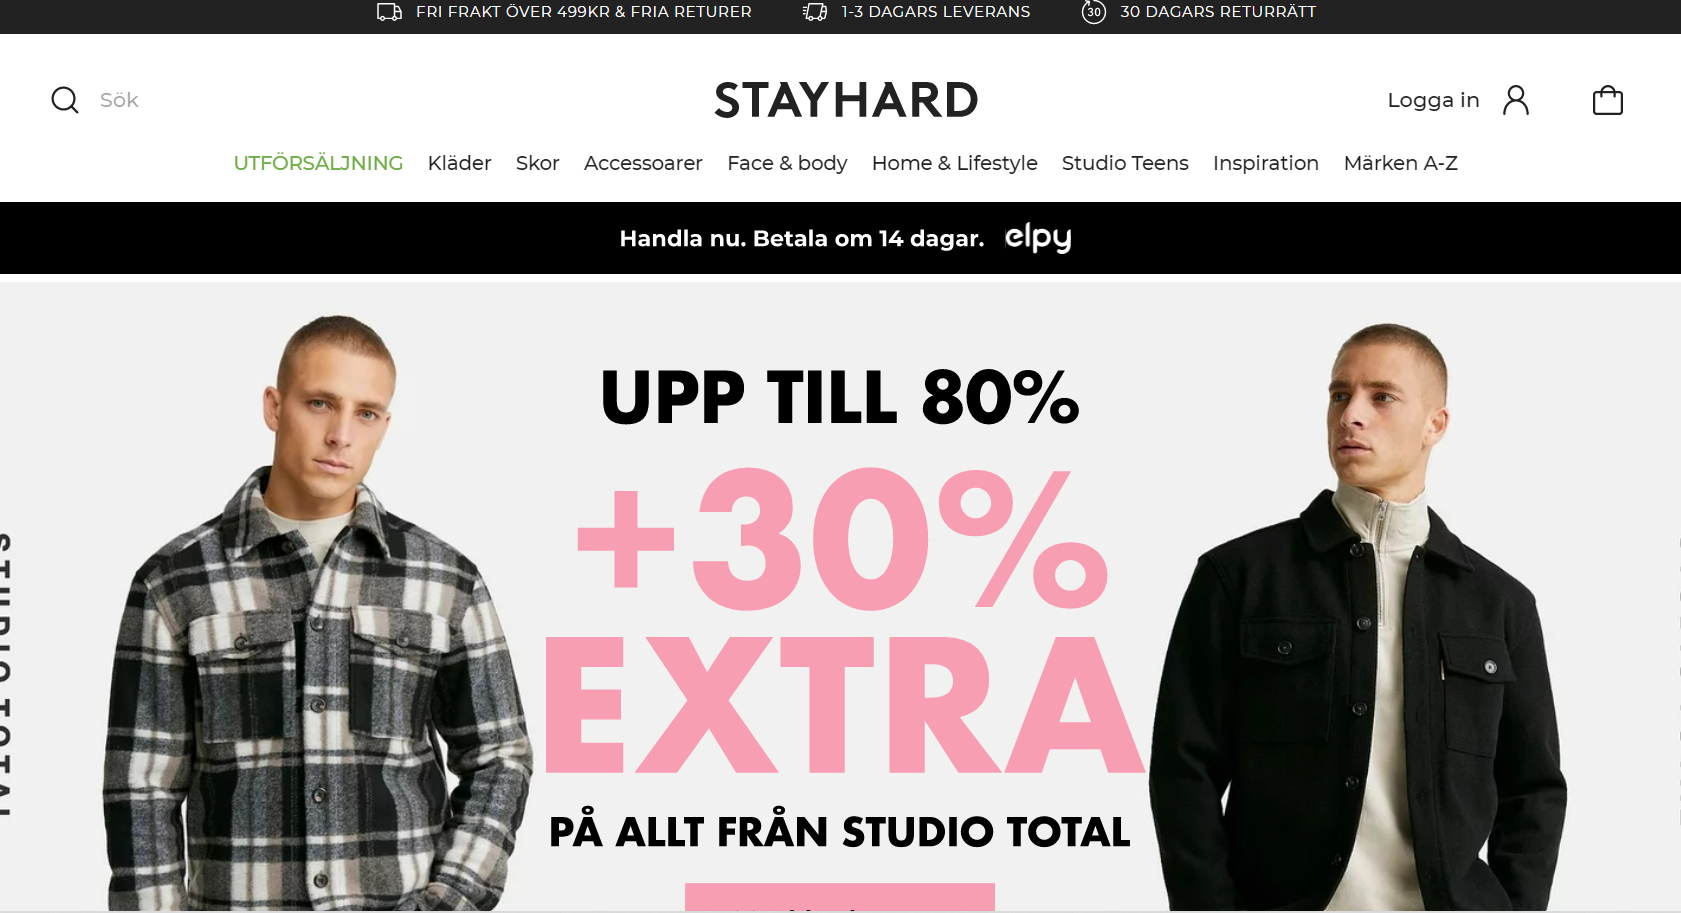 FRI FRAKT ÖVER 499KR & FRIA RETURER
1-3 DAGARS LEVERANS
30
30 DAGARS RETURRÄTT
Sök
STAYHARD
Logga in
UTFÖRSÄLJNING Kläder Skor Accessoarer Face & body Home & Lifestyle Studio Teens Inspiration Märken A-Z
Handla nu. Betala om 14 dagar. elpy
UPP TILL 80%
+30%
EXTRA
PÅ ALLT FRÅN STUDIO TOTAL
STUDIO TOTAL